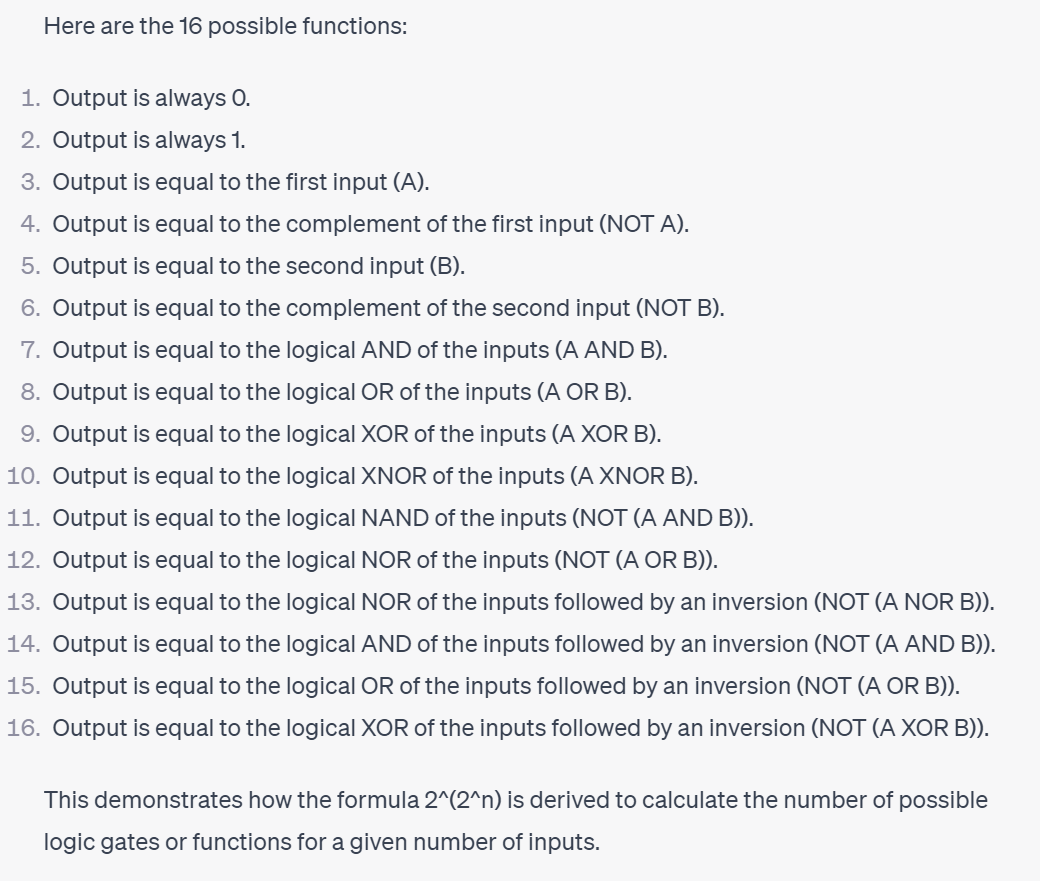 Here are the 16 possible functions:
1. Output is always 0.
2. Output is always 1.
3. Output is equal to the first input (A).
4. Output is equal to the complement of the first input (NOT A).
5. Output is equal to the second input (B).
6. Output is equal to the complement of the second input (NOT B).
7. Output is equal to the logical AND of the inputs (A AND B).
8. Output is equal to the logical OR of the inputs (A OR B).
9. Output is equal to the logical XOR of the inputs (A XOR B).
10. Output is equal to the logical XNOR of the inputs (A XNOR B).
11. Output is equal to the logical NAND of the inputs (NOT (A AND B)).
12. Output is equal to the logical NOR of the inputs (NOT (A OR B)).
13. Output is equal to the logical NOR of the inputs followed by an inversion (NOT (A NOR B)).
14. Output is equal to the logical AND of the inputs followed by an inversion (NOT (A AND B)).
15. Output is equal to the logical OR of the inputs followed by an inversion (NOT (A OR B)).
16. Output is equal to the logical XOR of the inputs followed by an inversion (NOT (A XOR B)).
This demonstrates how the formula 2^(2^n) is derived to calculate the number of possible
logic gates or functions for a given number of inputs.